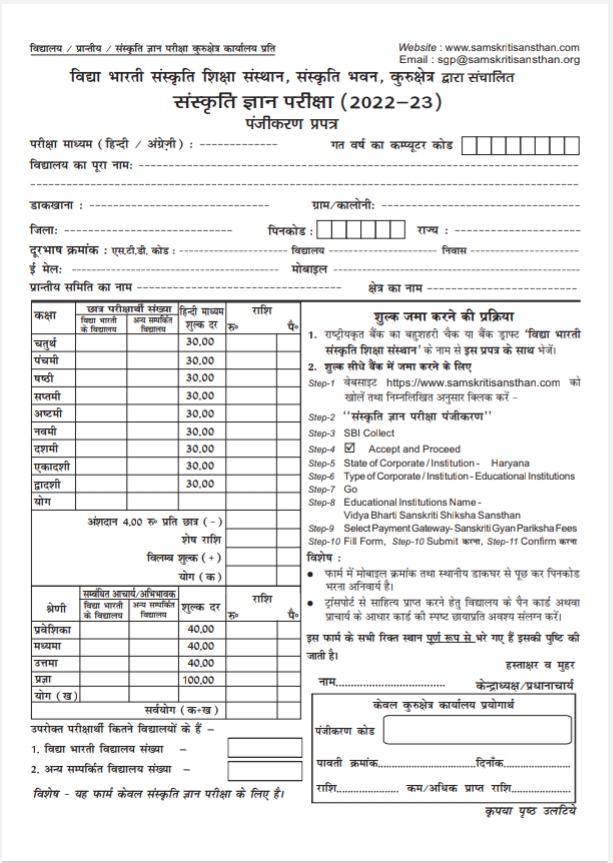 विद्यालय / प्रान्तीय / संस्कृति ज्ञान परीक्षा कुरुक्षेत्र कार्यालय प्रति
Website : www.samskritisansthan.com
Email : sgp@samskritisansthan.org
विद्या भारती संस्कृति शिक्षा संस्थान, संस्कृति भवन, कुरुक्षेत्र द्वारा संचालित
संस्कृति ज्ञान परीक्षा (2022–23)
पंजीकरण प्रपत्र
परीक्षा माध्यम (हिन्दी / अंग्रेज़ी) : गत वर्ष का कम्प्यूटर कोड
विद्यालय का पूरा नाम:
डाकखाना : ग्राम/कालोनी:
जिला: पिनकोड : राज्य :
दूरभाष क्रमांक : एस.टी.डी. कोड : विद्यालय निवास
ई मेल: मोबाइल
प्रान्तीय समिति का नाम क्षेत्र का नाम
कक्षा छात्र परीक्षार्थी संख्या हिन्दी माध्यम शुल्क दर राशि
विद्या भारती के विद्यालय अन्य सम्पर्कित विद्यालय रु० पै०
चतुर्थ 30.00
पंचमी 30.00
षष्ठी 30.00
सप्तमी 30.00
अष्टमी 30.00
नवमी 30.00
दशमी 30.00
एकादशी 30.00
द्वादशी 30.00
योग
अंशदान 4.00 रु० प्रति छात्र (-)
शेष राशि
विलम्ब शुल्क (+)
योग (क)
श्रेणी सम्बंधित आचार्य/अभिभावक शुल्क दर राशि
विद्या भारती के विद्यालय अन्य सम्पर्कित विद्यालय रु० पै०
प्रवेशिका 40.00
मध्यमा 40.00
उत्तमा 40.00
प्रज्ञा 100.00
योग (ख)
सर्वयोग (क+ख)
उपरोक्त परीक्षार्थी कितने विद्यालयों के हैं –
1. विद्या भारती विद्यालय संख्या –
2. अन्य सम्पर्कित विद्यालय संख्या –
विशेष - यह फार्म केवल संस्कृति ज्ञान परीक्षा के लिए है।
शुल्क जमा करने की प्रक्रिया
1. राष्ट्रीयकृत बैंक का बहुशहरी चैक या बैंक ड्राफ्ट 'विद्या भारती
संस्कृति शिक्षा संस्थान' के नाम से इस प्रपत्र के साथ भेजें।
2. शुल्क सीधे बैंक में जमा करने के लिए
Step-1 वेबसाइट https://www.samskritisansthan.com को
खोलें तथा निम्नलिखित अनुसार क्लिक करें –
Step-2 "संस्कृति ज्ञान परीक्षा पंजीकरण"
Step-3 SBI Collect
Step-4 ☑ Accept and Proceed
Step-5 State of Corporate / Institution - Haryana
Step-6 Type of Corporate / Institution - Educational Institutions
Step-7 Go
Step-8 Educational Institutions Name -
Vidya Bharti Sanskriti Shiksha Sansthan
Step-9 Select Payment Gateway- Sanskriti Gyan Pariksha Fees
Step-10 Fill Form, Step-10 Submit करना, Step-11 Confirm करना
विशेष :
• फार्म में मोबाइल क्रमांक तथा स्थानीय डाकघर से पूछ कर पिनकोड
भरना अनिवार्य है।
• ट्रांसपोर्ट से साहित्य प्राप्त करने हेतु विद्यालय के पैन कार्ड अथवा
प्राचार्य के आधार कार्ड की स्पष्ट छायाप्रति अवश्य संलग्न करें।
इस फार्म के सभी रिक्त स्थान पूर्ण रूप से भरे गए हैं इसकी पुष्टि की
जाती है।
हस्ताक्षर व मुहर
नाम केन्द्राध्यक्ष/प्रधानाचार्य
केवल कुरुक्षेत्र कार्यालय प्रयोगार्थ
पंजीकरण कोड
पावती क्रमांक दिनाँक
राशि कम/अधिक प्राप्त राशि
कृपया पृष्ठ उलटिये